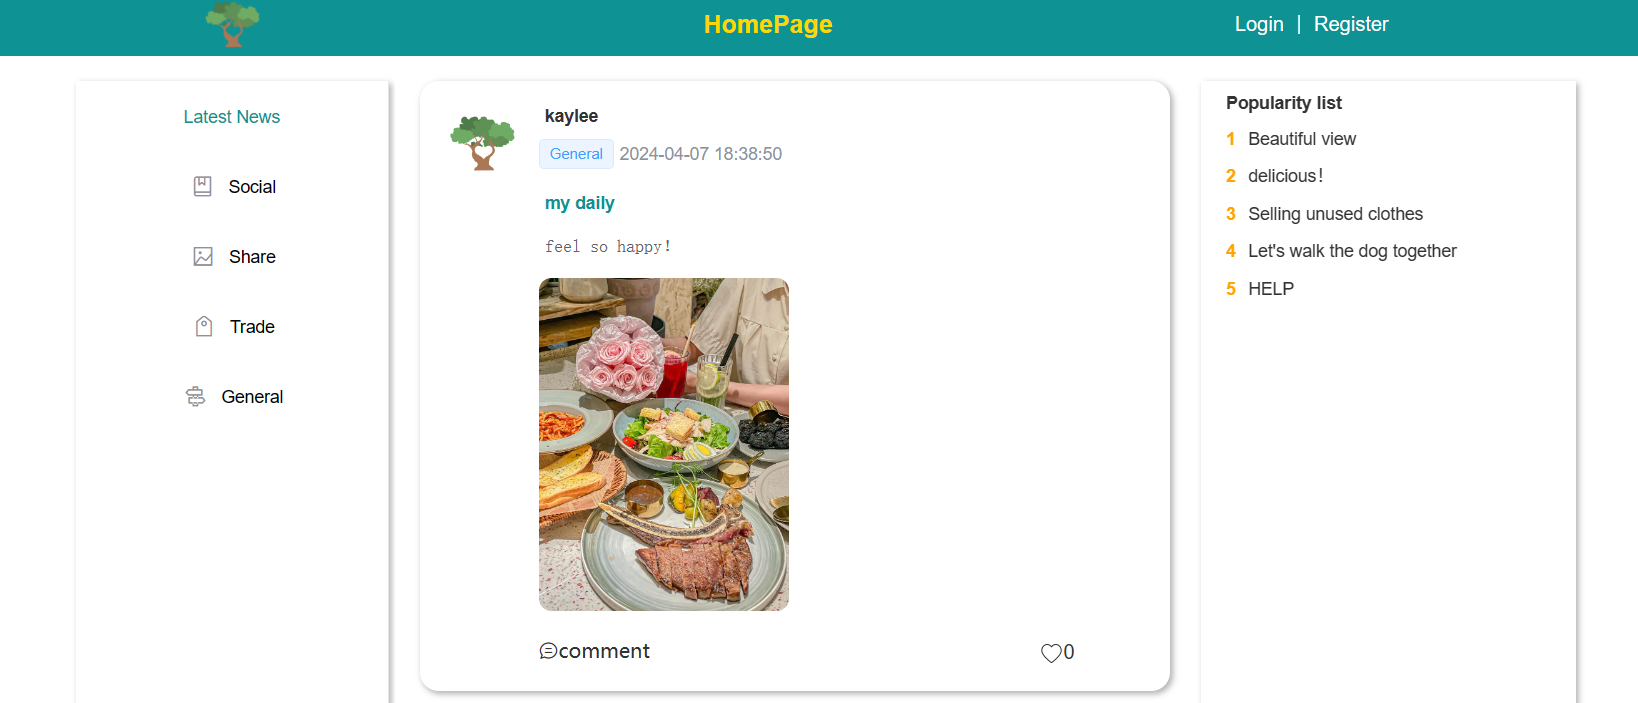 HomePage
Login | Register
Latest News
Social
Share
Trade
General
kaylee
General 2024-04-07 18:38:50
my daily
feel so happy!
comment
0
Popularity list
1 Beautiful view
2 delicious！
3 Selling unused clothes
4 Let's walk the dog together
5 HELP